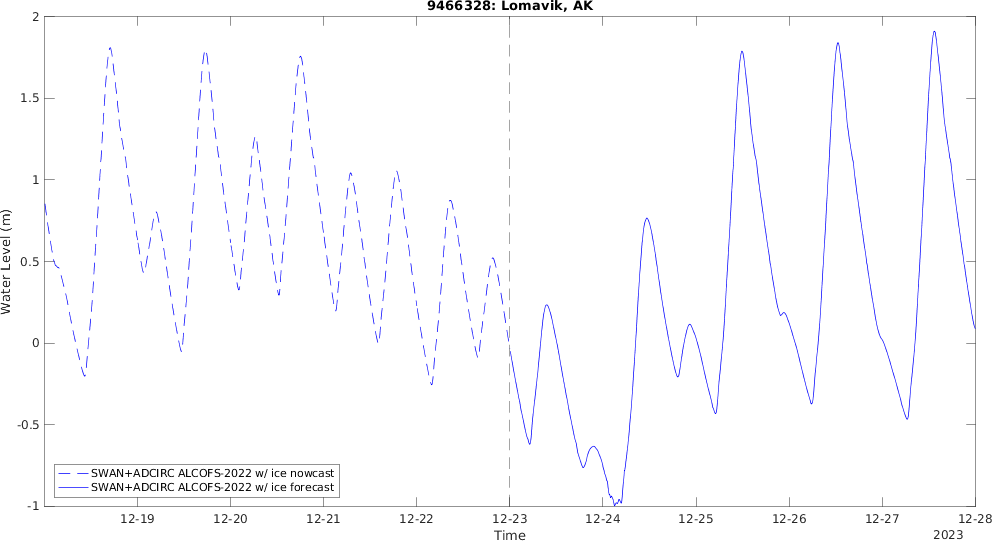 9466328: Lomavik, AK
2
1.5
1
0.5
0
-0.5
-1
Water Level (m)
SWAN+ADCIRC ALCOFS-2022 w/ ice nowcast
SWAN+ADCIRC ALCOFS-2022 w/ ice forecast
12-19 12-20 12-21 12-22 12-23 12-24 12-25 12-26 12-27 12-28
Time
2023